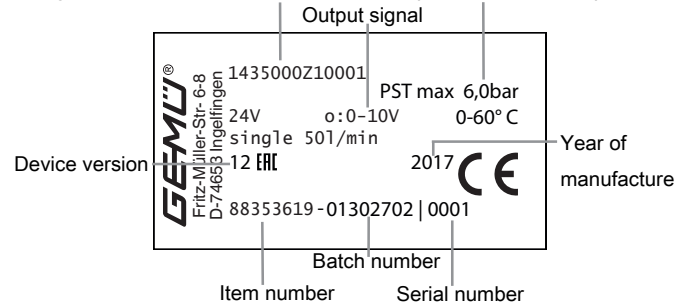 Output signal
GEMÜ®
Fritz-Müller-Str- 6-8
D-74653 Ingelfingen
1435000Z10001
PST max 6,0bar
24V o:0-10V 0-60° C
single 50l/min
Year of
manufacture
Device version
12 EAC 2017 CE
88353619-01302702 | 0001
Batch number
Item number Serial number